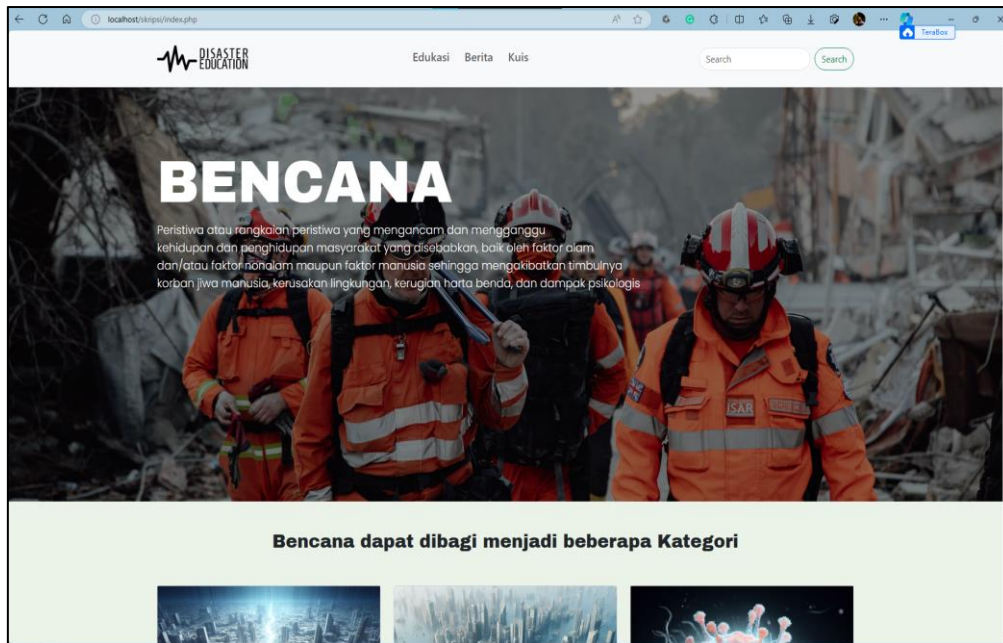 localhost/skripsi/index.php
TeraBox
DISASTER
EDUCATION
Edukasi Berita Kuis
Search
Search
BENCANA
Peristiwa atau rangkaian peristiwa yang mengancam dan mengganggu
kehidupan dan penghidupan masyarakat yang disebabkan, baik oleh faktor alam
dan/atau faktor nonalam maupun faktor manusia sehingga mengakibatkan timbulnya
korban jiwa manusia, kerusakan lingkungan, kerugian harta benda, dan dampak psikologis
ISAR
Bencana dapat dibagi menjadi beberapa Kategori